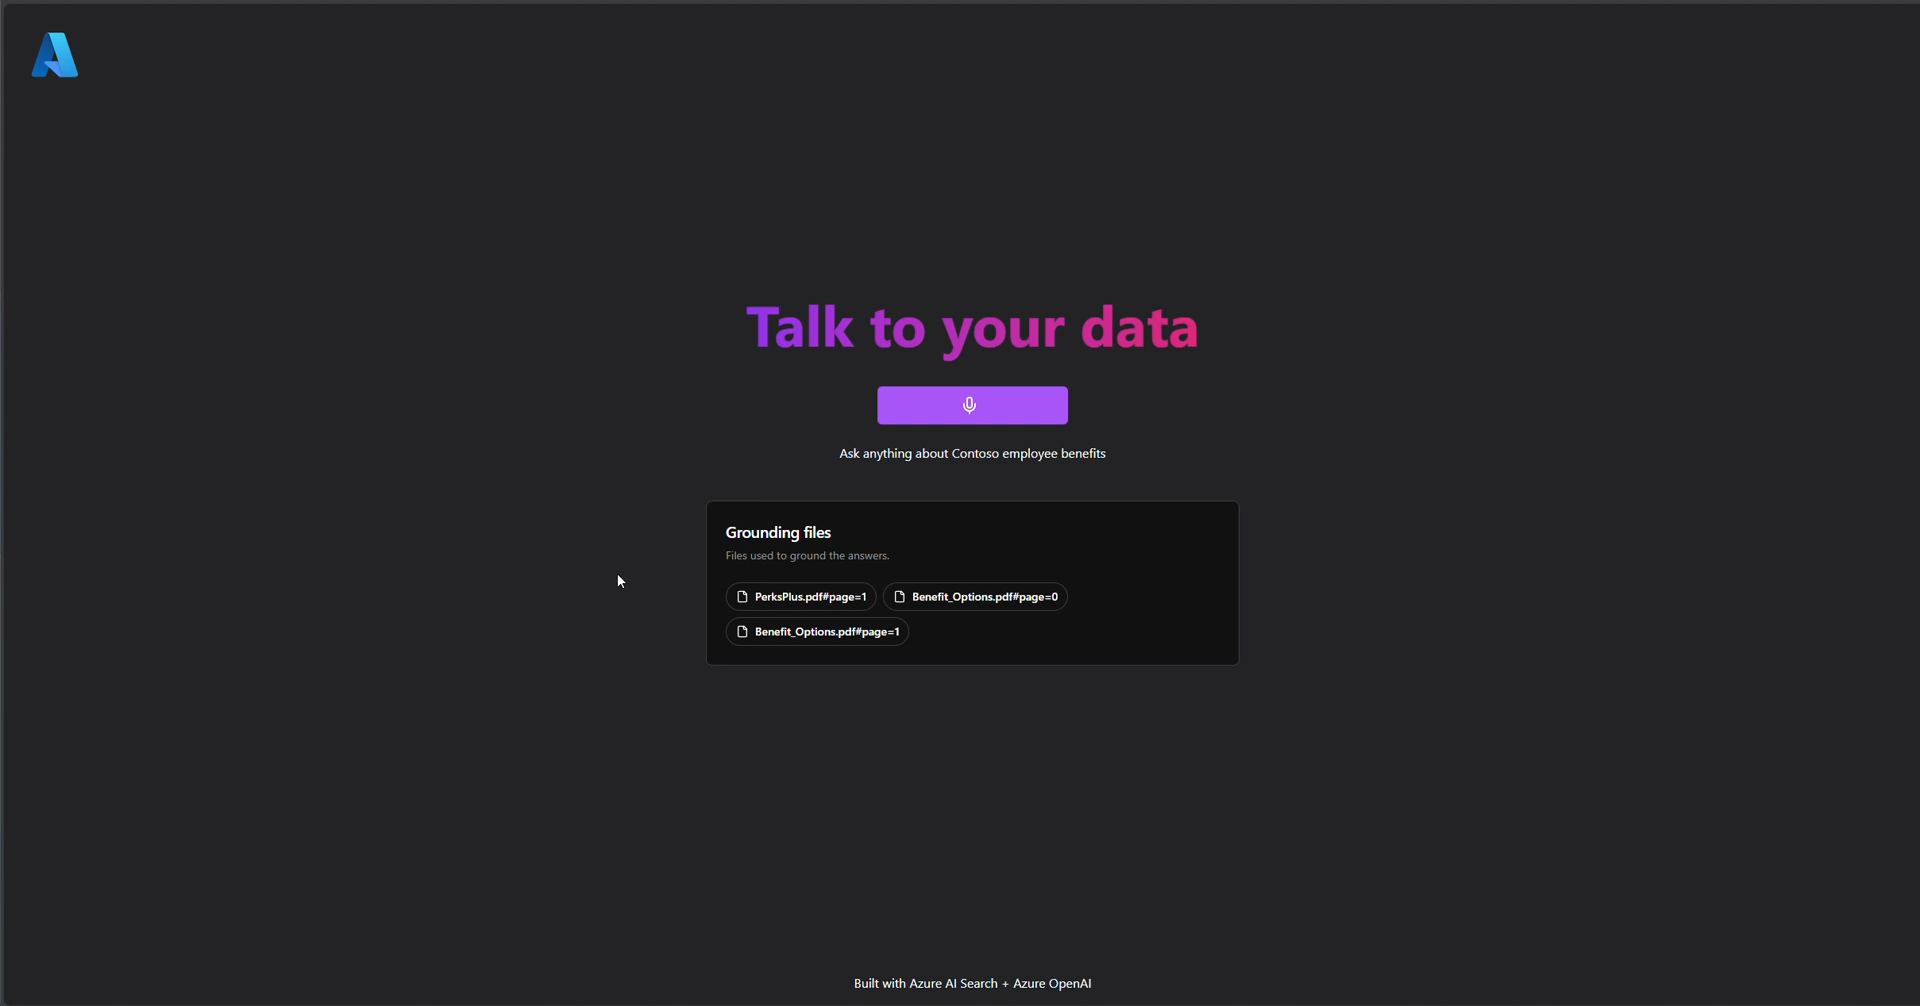 Talk to your data
Ask anything about Contoso employee benefits
Grounding files
Files used to ground the answers.
PerksPlus.pdf#page=1
Benefit_Options.pdf#page=0
Benefit_Options.pdf#page=1
Built with Azure AI Search + Azure OpenAI